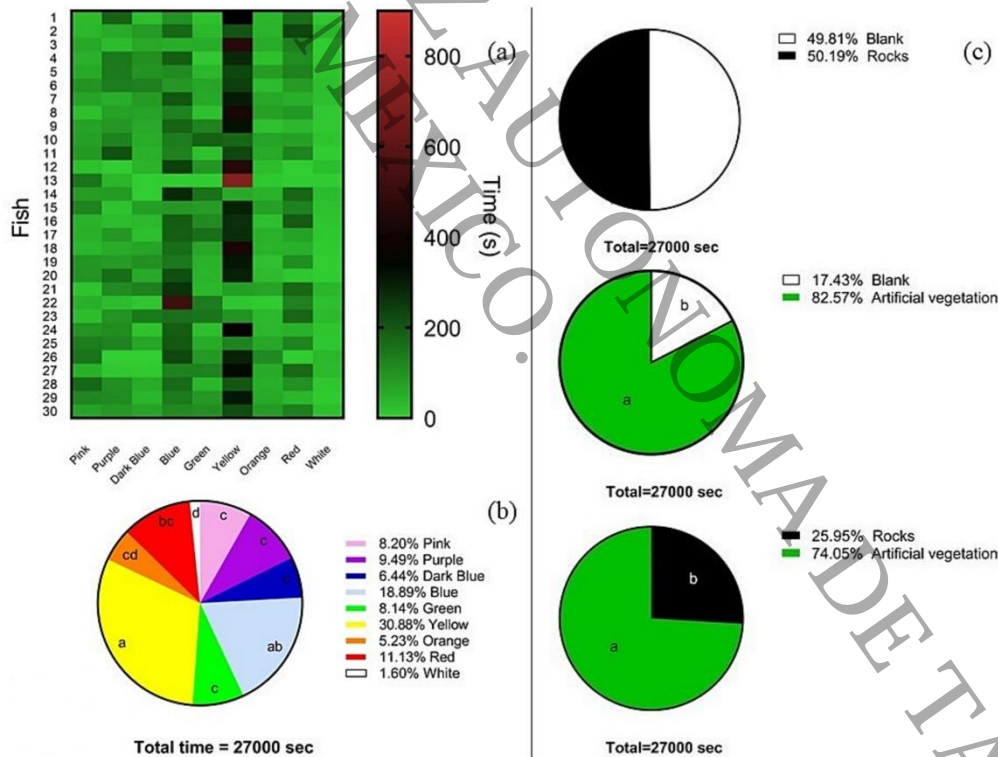 1
2
3
4
5
6
7
8
9
10
11
12
13
14
15
16
17
18
19
20
21
22
23
24
25
26
27
28
29
30
Fish
Pink
Purple
Dark Blue
Blue
Green
Yellow
Orange
Red
White
800
600
400
200
0
Time (s)
(a)
c
c
c
ab
c
a
cd
bc
d
(b)
8.20% Pink
9.49% Purple
6.44% Dark Blue
18.89% Blue
8.14% Green
30.88% Yellow
5.23% Orange
11.13% Red
1.60% White
Total time = 27000 sec
(c)
49.81% Blank
50.19% Rocks
Total=27000 sec
17.43% Blank
82.57% Artificial vegetation
b
a
Total=27000 sec
25.95% Rocks
74.05% Artificial vegetation
b
a
Total=27000 sec
Z AUTONOMA DE TA
MEXICO.